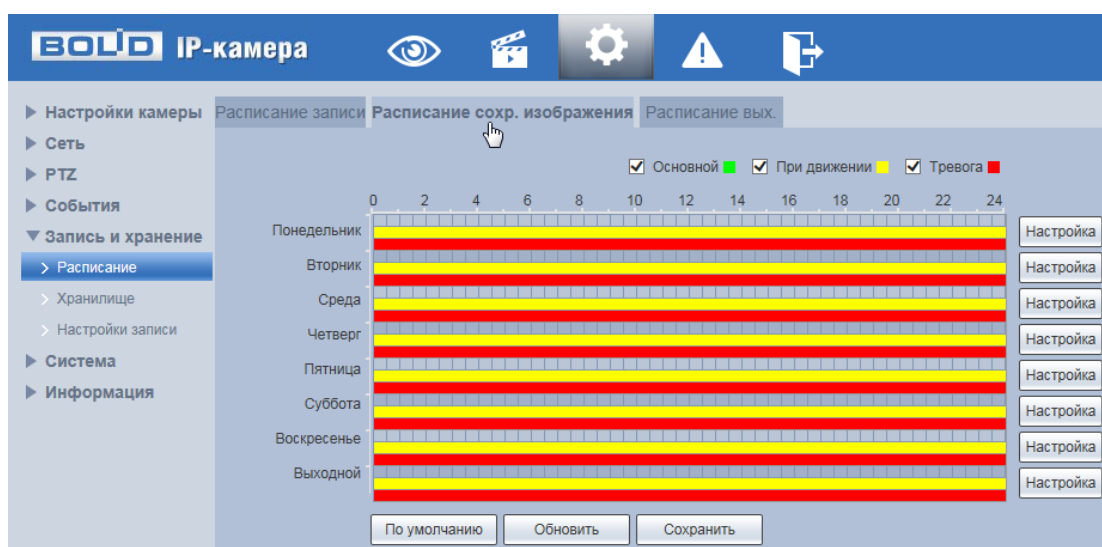 BOLID IP-камера
Настройки камеры
Сеть
PTZ
События
Запись и хранение
Расписание
Хранилище
Настройки записи
Система
Информация
Расписание записи Расписание сохр. изображения Расписание вых.
Основной При движении Тревога
0 2 4 6 8 10 12 14 16 18 20 22 24
Понедельник Настройка
Вторник Настройка
Среда Настройка
Четверг Настройка
Пятница Настройка
Суббота Настройка
Воскресенье Настройка
Выходной Настройка
По умолчанию Обновить Сохранить